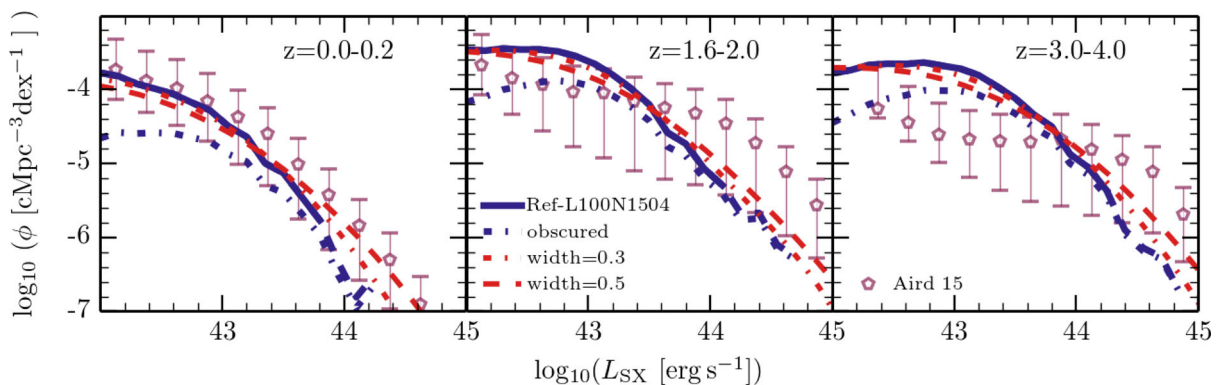 z=0.0-0.2
z=1.6-2.0
z=3.0-4.0
log₁₀(ϕ [cMpc⁻³dex⁻¹ ])
-4
-5
-6
-7
Ref-L100N1504
obscured
width=0.3
width=0.5
Aird 15
43 44 45 43 44 45 43 44 45
log₁₀(L_SX [erg s⁻¹])